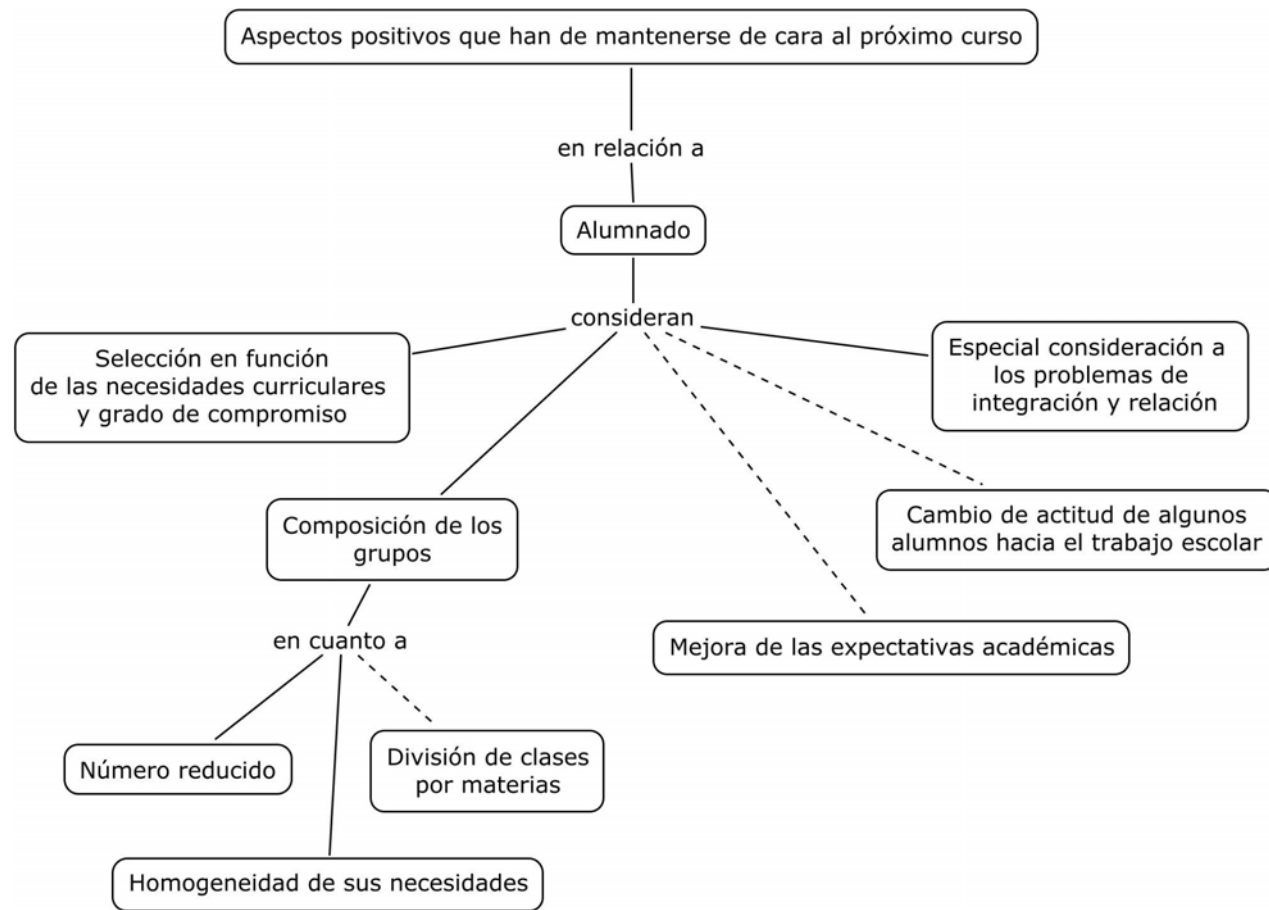 Aspectos positivos que han de mantenerse de cara al próximo curso
en relación a
Alumnado
consideran
Selección en función
de las necesidades curriculares
y grado de compromiso
Especial consideración a
los problemas de
integración y relación
Composición de los
grupos
Cambio de actitud de algunos
alumnos hacia el trabajo escolar
en cuanto a
Mejora de las expectativas académicas
Número reducido
División de clases
por materias
Homogeneidad de sus necesidades